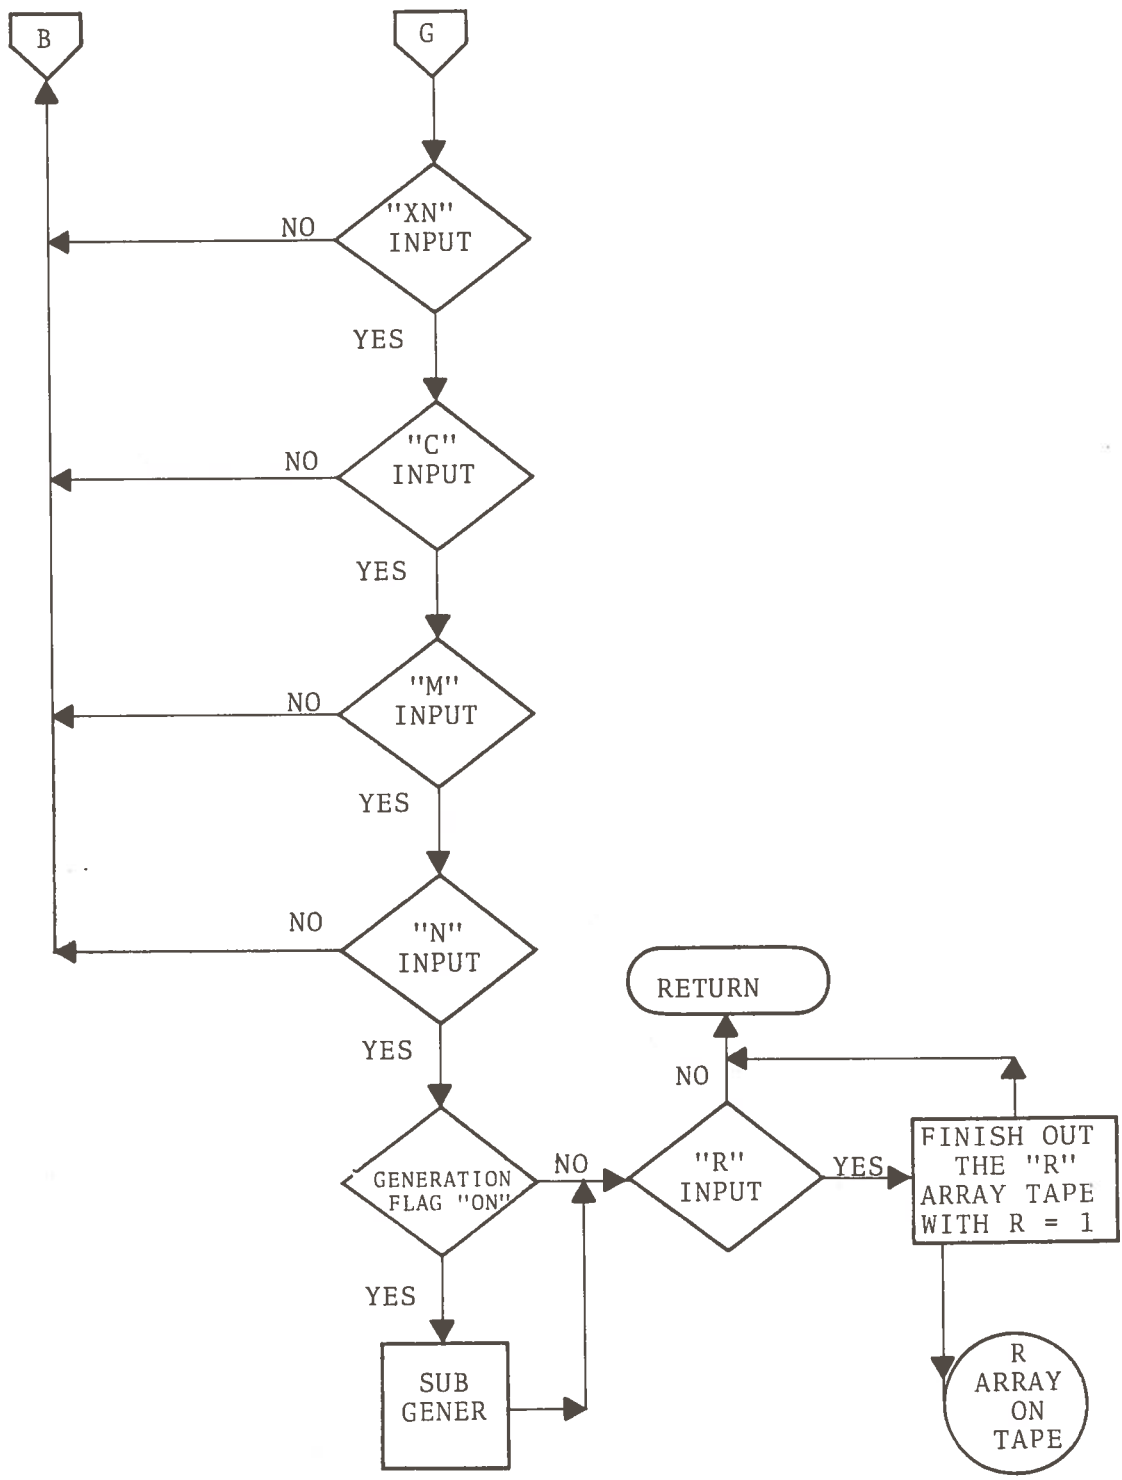 B
G
"XN"
INPUT
NO
YES
"C"
INPUT
NO
YES
"M"
INPUT
NO
YES
"N"
INPUT
NO
YES
GENERATION
FLAG "ON"
NO
YES
SUB
GENER
"R"
INPUT
NO
RETURN
YES
FINISH OUT
THE "R"
ARRAY TAPE
WITH R = 1
R
ARRAY
ON
TAPE